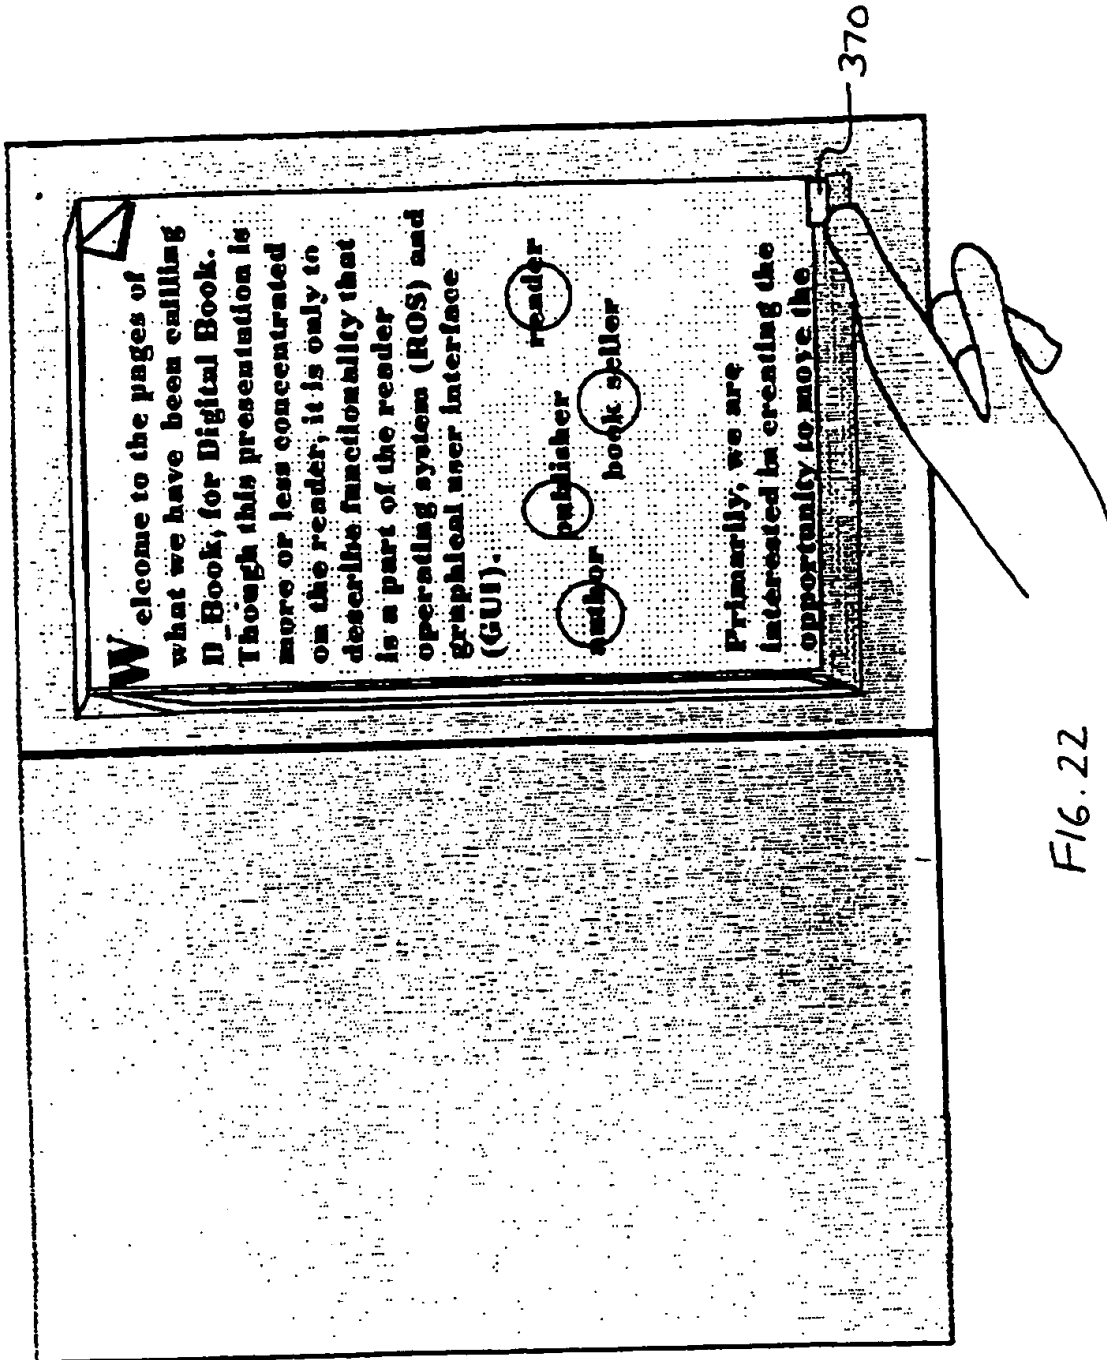 Welcome to the pages of
what we have been calling
D_Book, for Digital Book.
Though this presentation is
more or less concentrated
on the reader, it is only to
describe functionally that
is a part of the reader
operating system (ROS) and
graphical user interface
(GUI).
author
publisher
book seller
reader
Primarily, we are
interested in creating the
opportunity to move the
370
FIG. 22